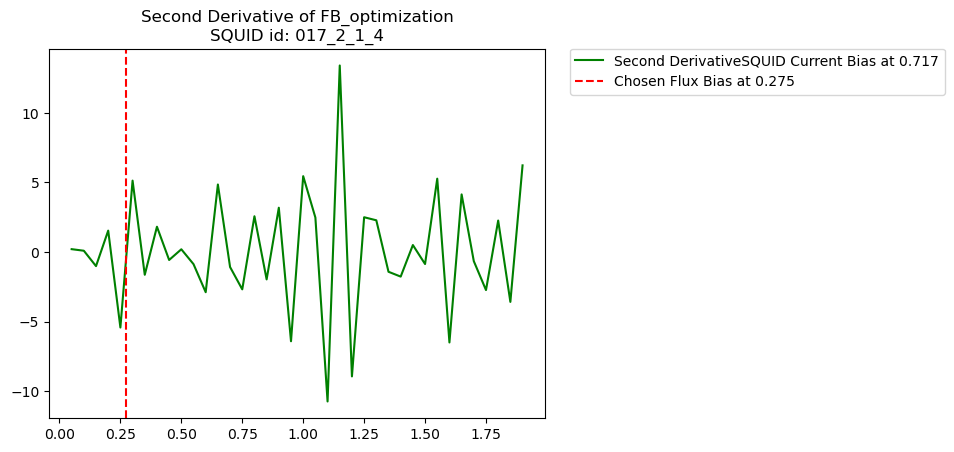 Second Derivative of FB_optimization
SQUID id: 017_2_1_4
Second DerivativeSQUID Current Bias at 0.717
Chosen Flux Bias at 0.275
10
5
0
−5
−10
0.00 0.25 0.50 0.75 1.00 1.25 1.50 1.75